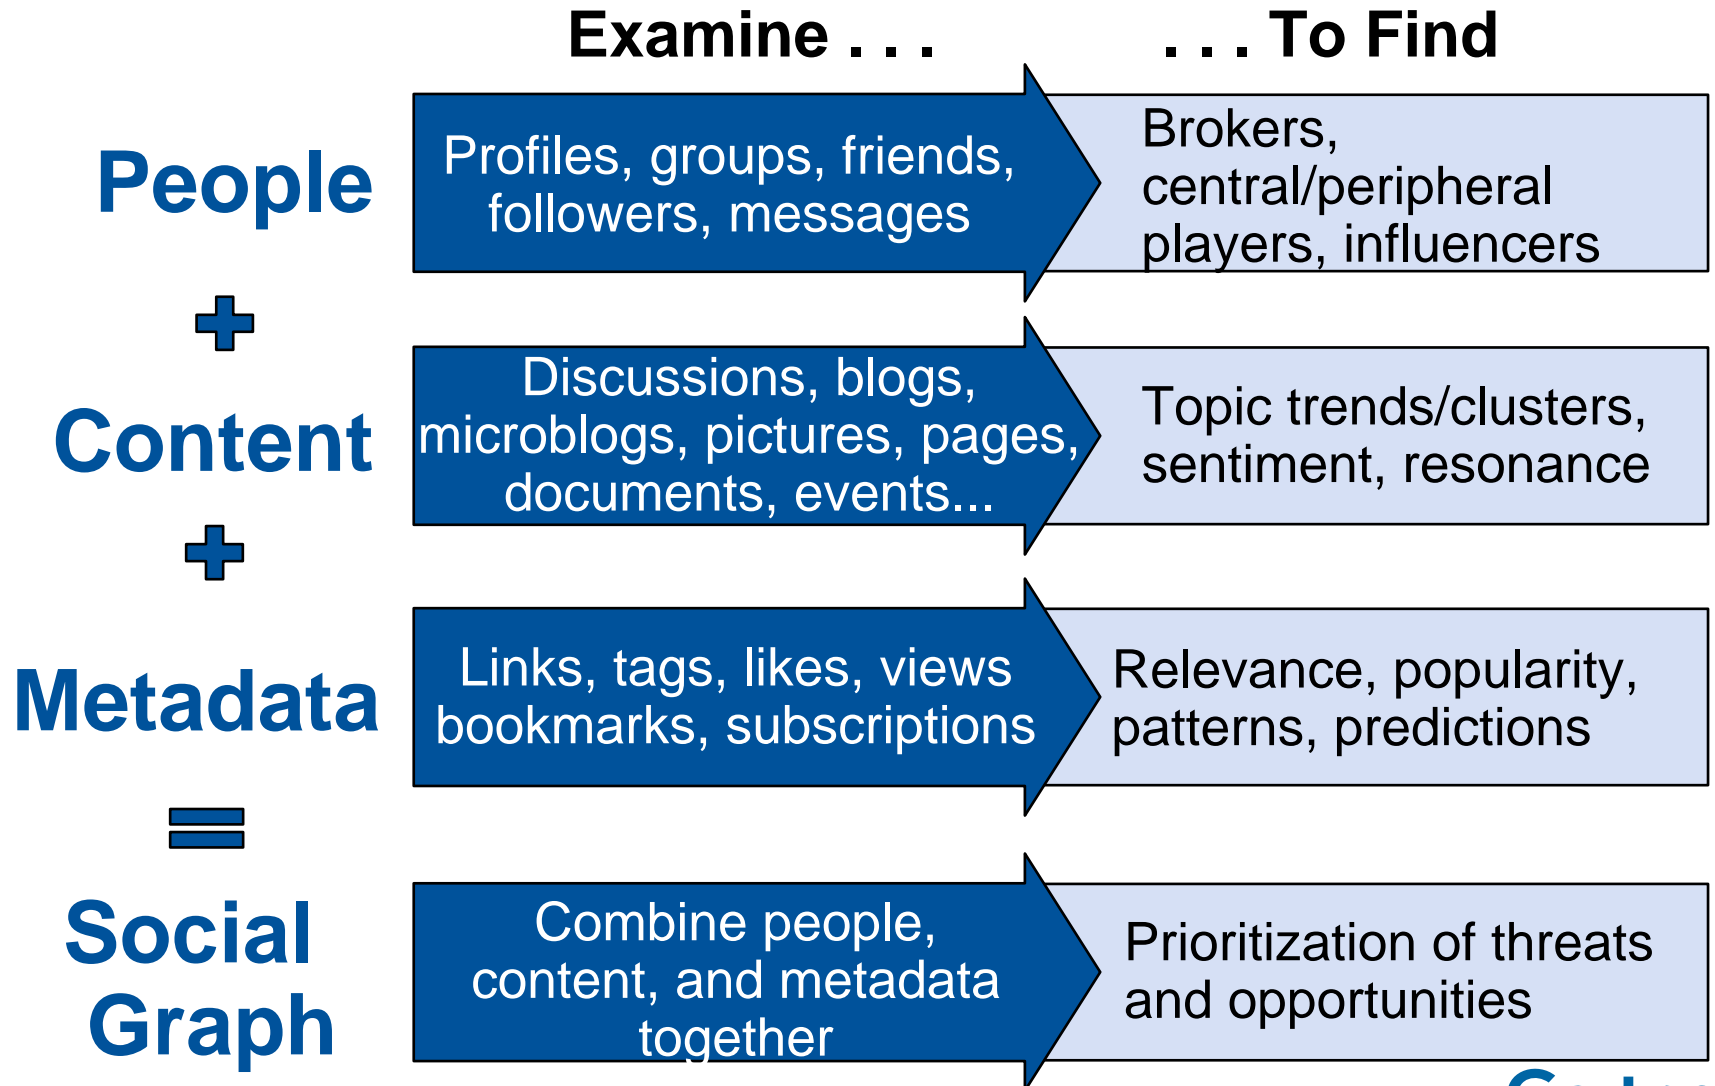 Examine . . .
. . . To Find
People
Profiles, groups, friends,
followers, messages
Brokers,
central/peripheral
players, influencers
Content
Discussions, blogs,
microblogs, pictures, pages,
documents, events...
Topic trends/clusters,
sentiment, resonance
Metadata
Links, tags, likes, views
bookmarks, subscriptions
Relevance, popularity,
patterns, predictions
Social
Graph
Combine people,
content, and metadata
together
Prioritization of threats
and opportunities